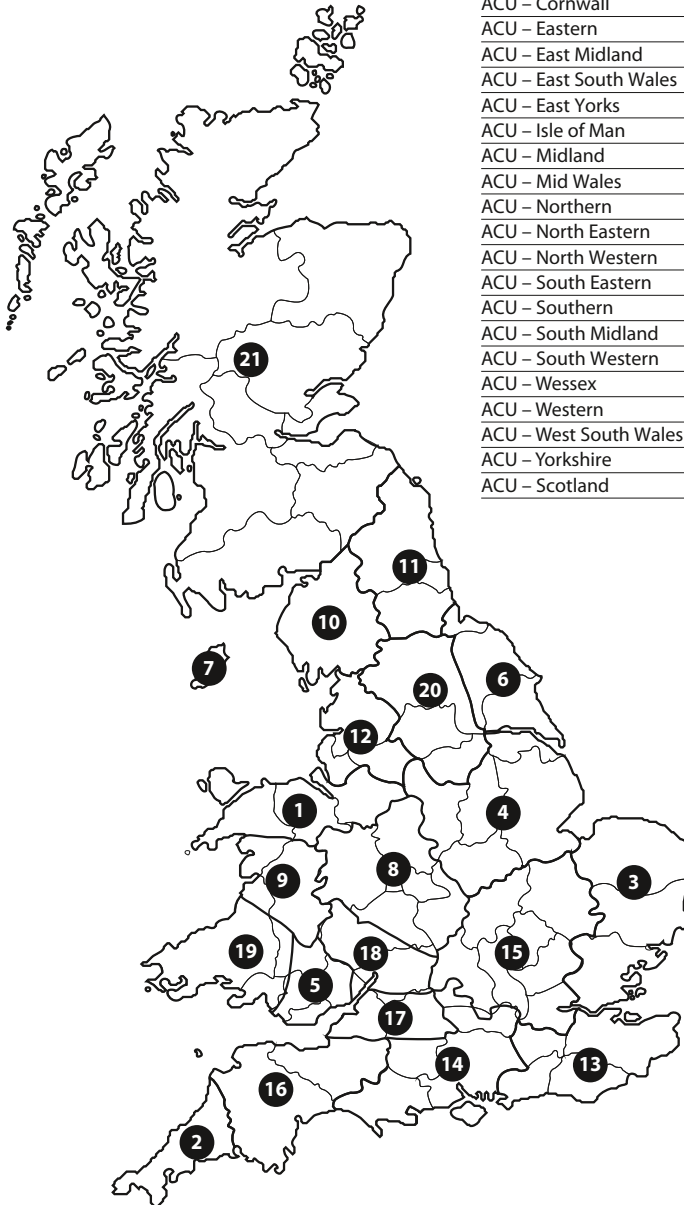 ACU – Cornwall
ACU – Eastern
ACU – East Midland
ACU – East South Wales
ACU – East Yorks
ACU – Isle of Man
ACU – Midland
ACU – Mid Wales
ACU – Northern
ACU – North Eastern
ACU – North Western
ACU – South Eastern
ACU – Southern
ACU – South Midland
ACU – South Western
ACU – Wessex
ACU – Western
ACU – West South Wales
ACU – Yorkshire
ACU – Scotland
21
11
10
7
20
6
12
1
4
8
9
3
19
18
15
5
17
14
13
16
2